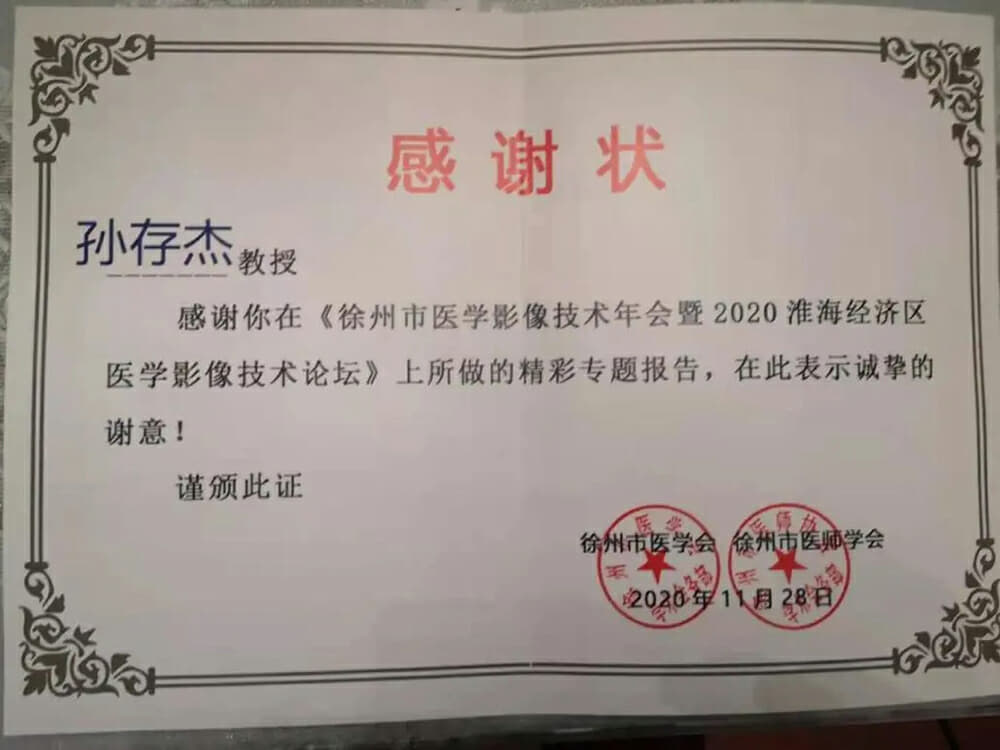 感谢状
孙存杰 教授
感谢你在《徐州市医学影像技术年会暨2020淮海经济区
医学影像技术论坛》上所做的精彩专题报告，在此表示诚挚的
谢意！
谨颁此证
徐州市医学会 徐州市医师学会
2020年11月28日